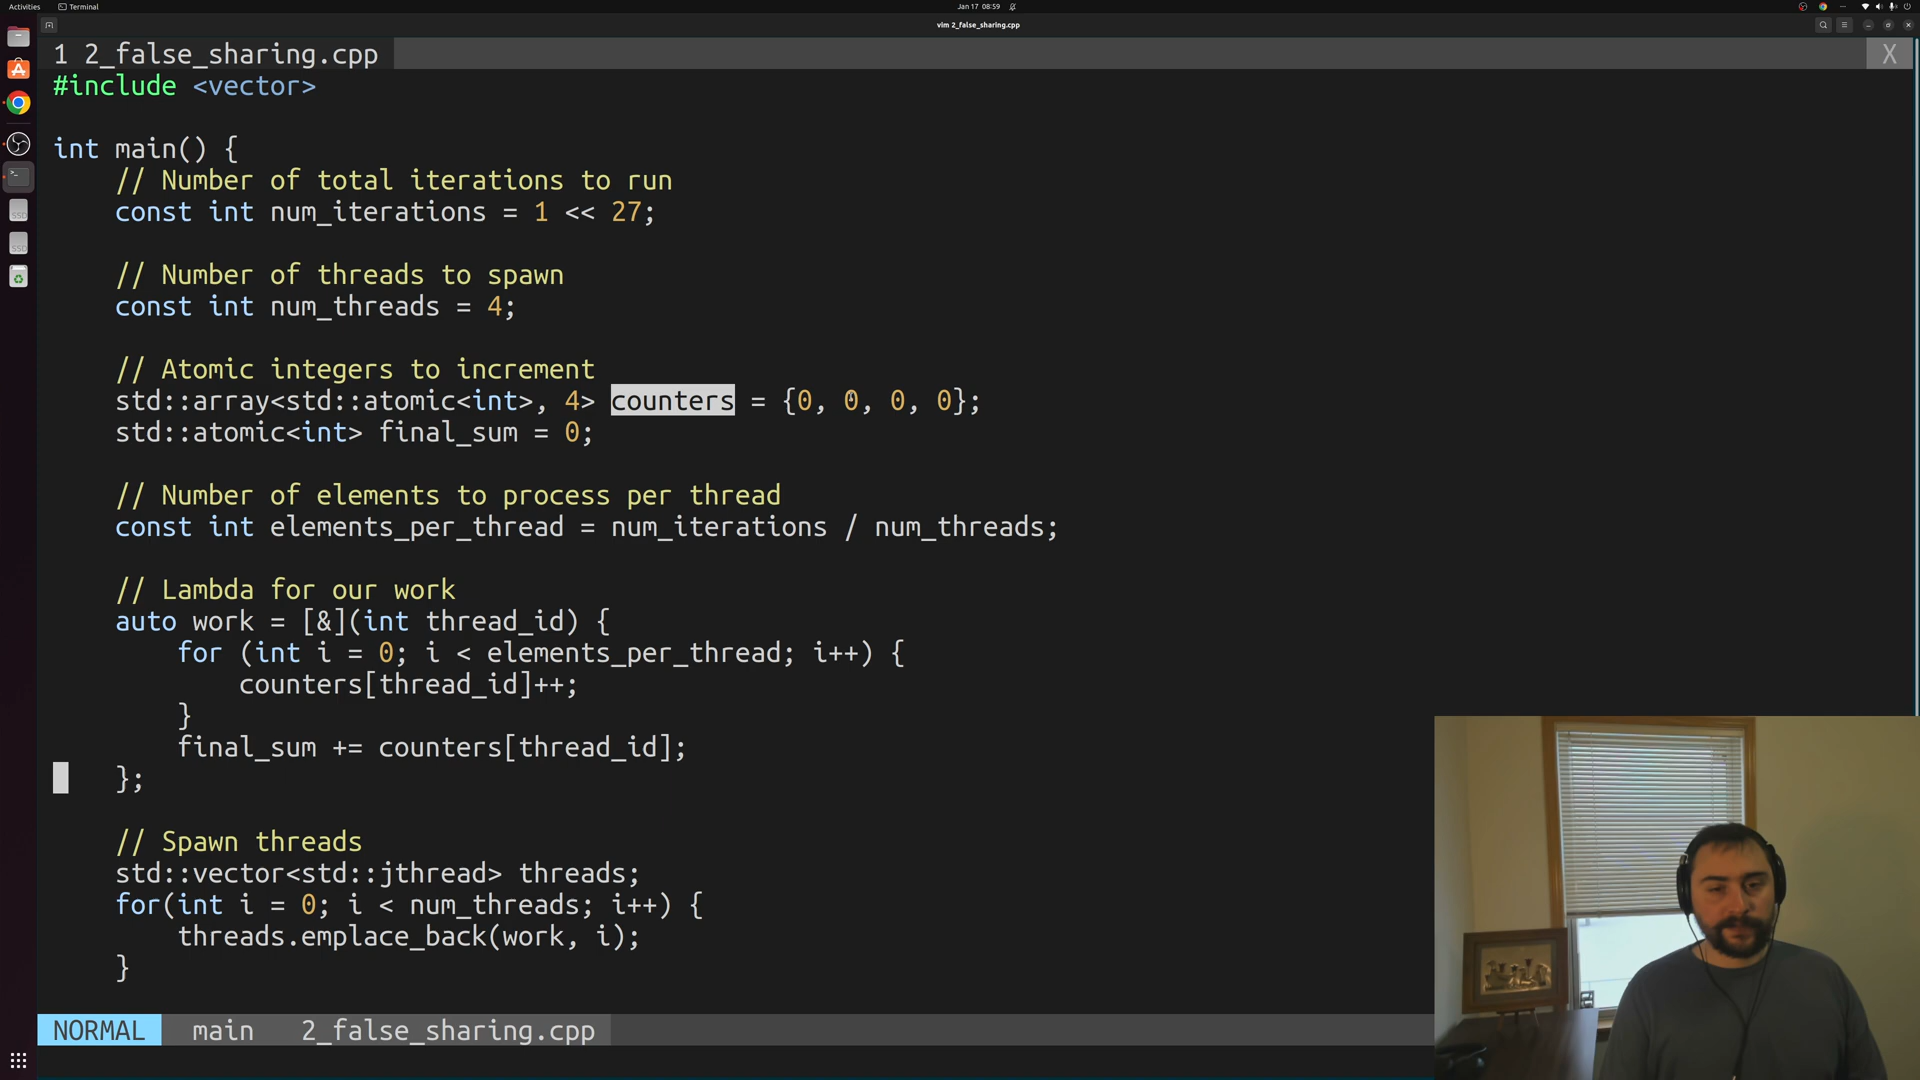 Activities Terminal Jan 17 08:59
vim 2_false_sharing.cpp
1 2_false_sharing.cpp X
#include <vector>
int main() {
// Number of total iterations to run
const int num_iterations = 1 << 27;
// Number of threads to spawn
const int num_threads = 4;
// Atomic integers to increment
std::array<std::atomic<int>, 4> counters = {0, 0, 0, 0};
std::atomic<int> final_sum = 0;
// Number of elements to process per thread
const int elements_per_thread = num_iterations / num_threads;
// Lambda for our work
auto work = [&](int thread_id) {
for (int i = 0; i < elements_per_thread; i++) {
counters[thread_id]++;
}
final_sum += counters[thread_id];
};
// Spawn threads
std::vector<std::jthread> threads;
for(int i = 0; i < num_threads; i++) {
threads.emplace_back(work, i);
}
NORMAL main 2_false_sharing.cpp